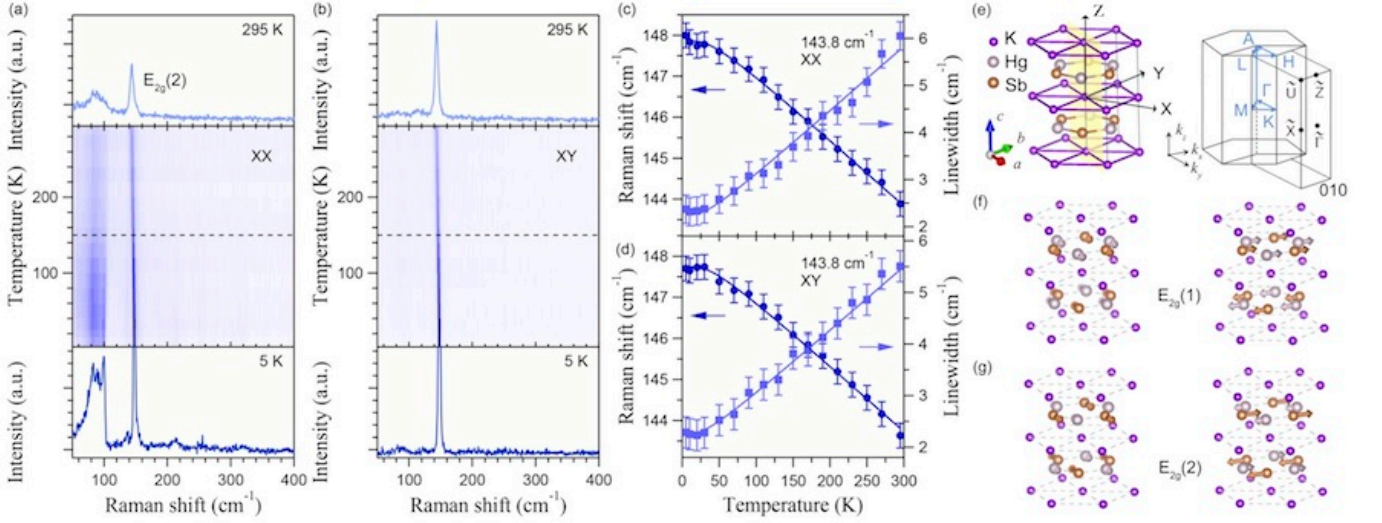 (a)
295 K
E2g(2)
Intensity (a.u.)
XX
Temperature (K)
200
100
5 K
Intensity (a.u.)
100 200 300 400
Raman shift (cm-1)
(b)
295 K
Intensity (a.u.)
XY
Temperature (K)
200
100
5 K
Intensity (a.u.)
100 200 300 400
Raman shift (cm-1)
(c)
143.8 cm-1
XX
Raman shift (cm-1)
148
147
146
145
144
Linewidth (cm-1)
6
5
4
3
2
(d)
143.8 cm-1
XY
Raman shift (cm-1)
148
147
146
145
144
Linewidth (cm-1)
6
5
4
3
2
0 50 100 150 200 250 300
Temperature (K)
(e)
K
Hg
Sb
Z
Y
X
c
b
a
A
L H
Γ
M
K
Ũ Z̃
X̃ Γ̃
kz
kx
ky
010
(f)
E2g(1)
(g)
E2g(2)